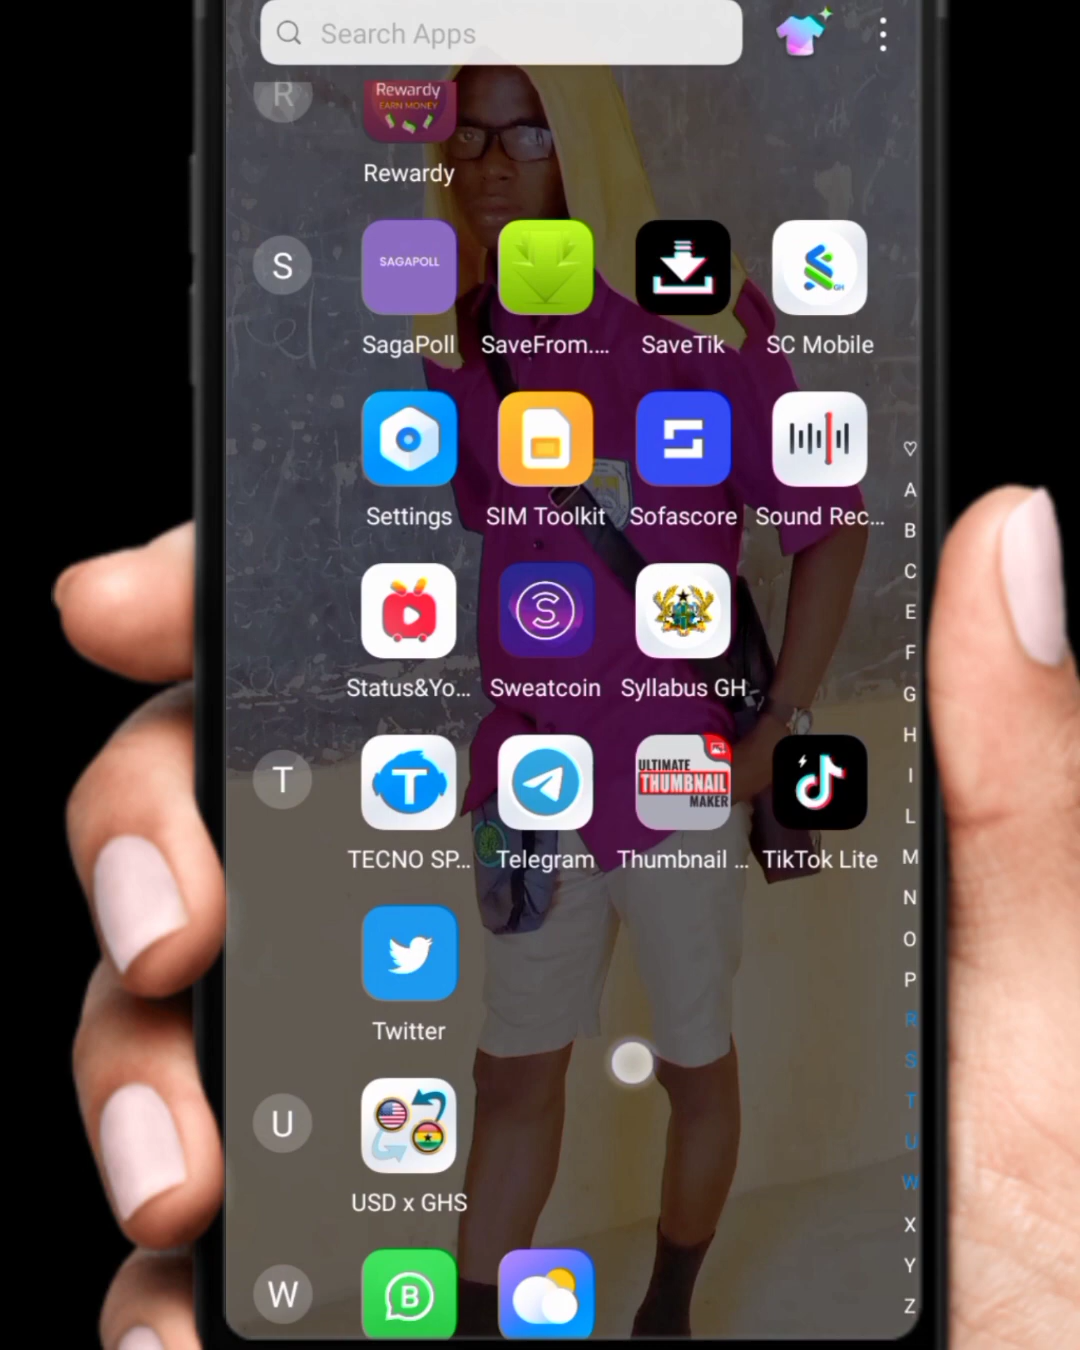 Search Apps
R
Rewardy
EARN MONEY
Rewardy
S
SAGAPOLL
SagaPoll
SaveFrom....
SaveTik
GH
SC Mobile
Settings
SIM Toolkit
Sofascore
Sound Rec...
Status&Yo...
Sweatcoin
Syllabus GH
T
T
TECNO SP...
Telegram
ULTIMATE
THUMBNAIL
MAKER
Thumbnail ...
TikTok Lite
Twitter
U
USD x GHS
W
B
A
B
C
E
F
G
H
I
L
M
N
O
P
R
S
T
U
W
X
Y
Z